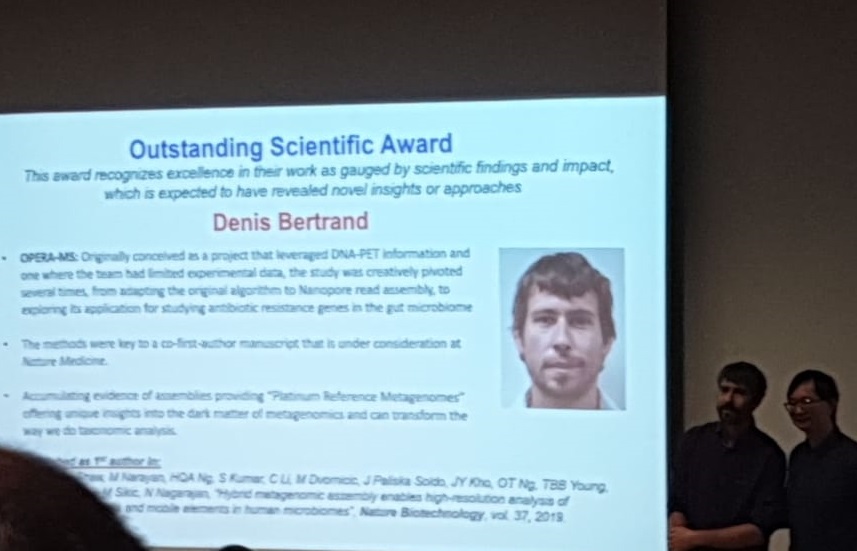 Outstanding Scientific Award
This award recognizes excellence in their work as gauged by scientific findings and impact,
which is expected to have revealed novel insights or approaches
Denis Bertrand
• OPERA-MS: Originally conceived as a project that leveraged DNA-PET information and
one where the team had limited experimental data, the study was creatively pivoted
several times, from adapting the original algorithm to Nanopore read assembly, to
exploring its application for studying antibiotic resistance genes in the gut microbiome
• The methods were key to a co-first-author manuscript that is under consideration at
Nature Medicine.
• Accumulating evidence of assemblies providing "Platinum Reference Metagenomes"
offering unique insights into the dark matter of metagenomics and can transform the
way we do taxonomic analysis.
as 1st author in:
M Narayan, HQA Ng, S Kumar, C Li, M Dvornicic, J Paliska Soldo, JY Kho, OT Ng, TBB Young,
M Sikic, N Nagarajan, "Hybrid metagenomic assembly enables high-resolution analysis of
and mobile elements in human microbiomes", Nature Biotechnology, vol. 37, 2019.